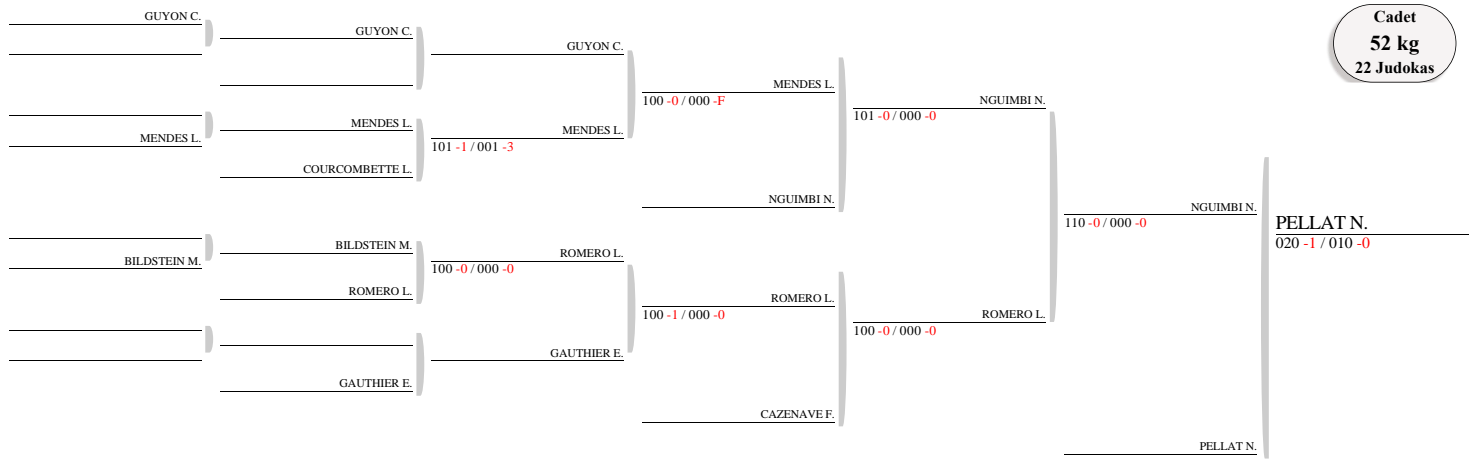 Cadet
52 kg
22 Judokas
GUYON C.
MENDES L.
BILDSTEIN M.
GUYON C.
MENDES L.
COURCOMBETTE L.
BILDSTEIN M.
ROMERO L.
GAUTHIER E.
GUYON C.
MENDES L.
101 -1 / 001 -3
ROMERO L.
100 -0 / 000 -0
GAUTHIER E.
MENDES L.
100 -0 / 000 -F
NGUIMBI N.
ROMERO L.
100 -1 / 000 -0
CAZENAVE F.
NGUIMBI N.
101 -0 / 000 -0
ROMERO L.
100 -0 / 000 -0
NGUIMBI N.
110 -0 / 000 -0
PELLAT N.
PELLAT N.
020 -1 / 010 -0